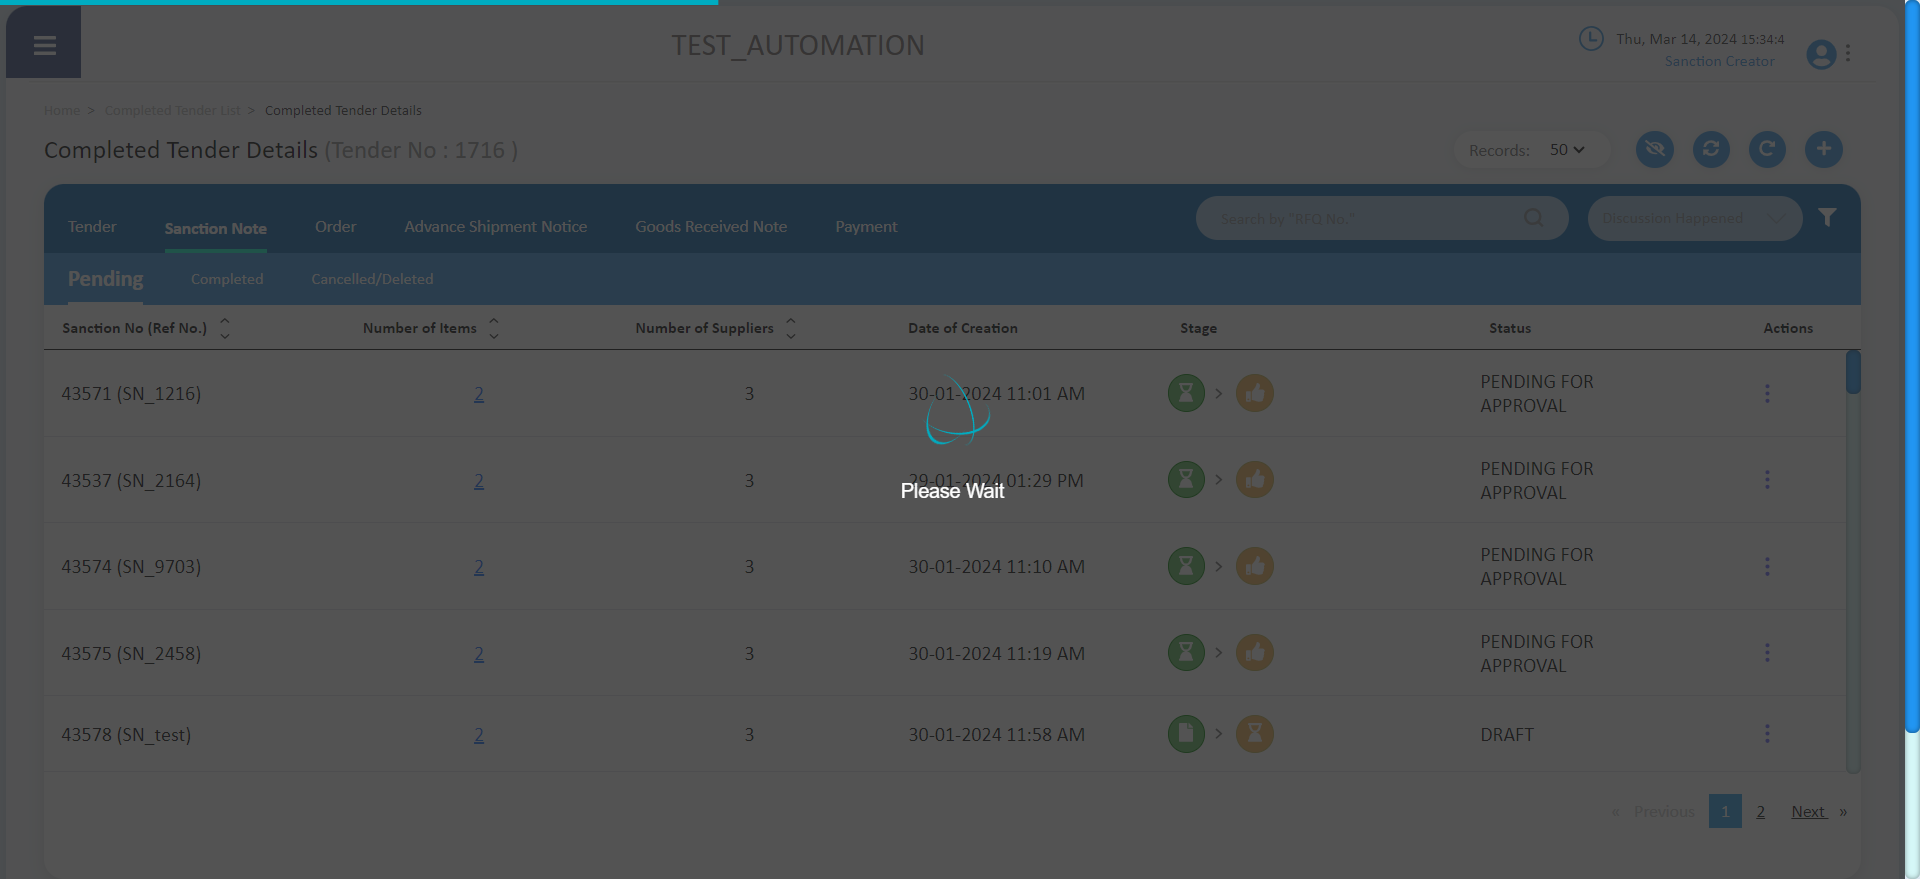 TEST_AUTOMATION
Thu, Mar 14, 2024 15:34:4
Sanction Creator
Home > Completed Tender List > Completed Tender Details
Completed Tender Details (Tender No : 1716 )
Records: 50
Tender Sanction Note Order Advance Shipment Notice Goods Received Note Payment
Search by "RFQ No."
Discussion Happened
Pending Completed Cancelled/Deleted
Sanction No (Ref No.) Number of Items Number of Suppliers Date of Creation Stage Status Actions
43571 (SN_1216) 2 3 30-01-2024 11:01 AM > PENDING FOR
APPROVAL
43537 (SN_2164) 2 3 29-01-2024 01:29 PM > PENDING FOR
APPROVAL
Please Wait
43574 (SN_9703) 2 3 30-01-2024 11:10 AM > PENDING FOR
APPROVAL
43575 (SN_2458) 2 3 30-01-2024 11:19 AM > PENDING FOR
APPROVAL
43578 (SN_test) 2 3 30-01-2024 11:58 AM > DRAFT
« Previous 1 2 Next »